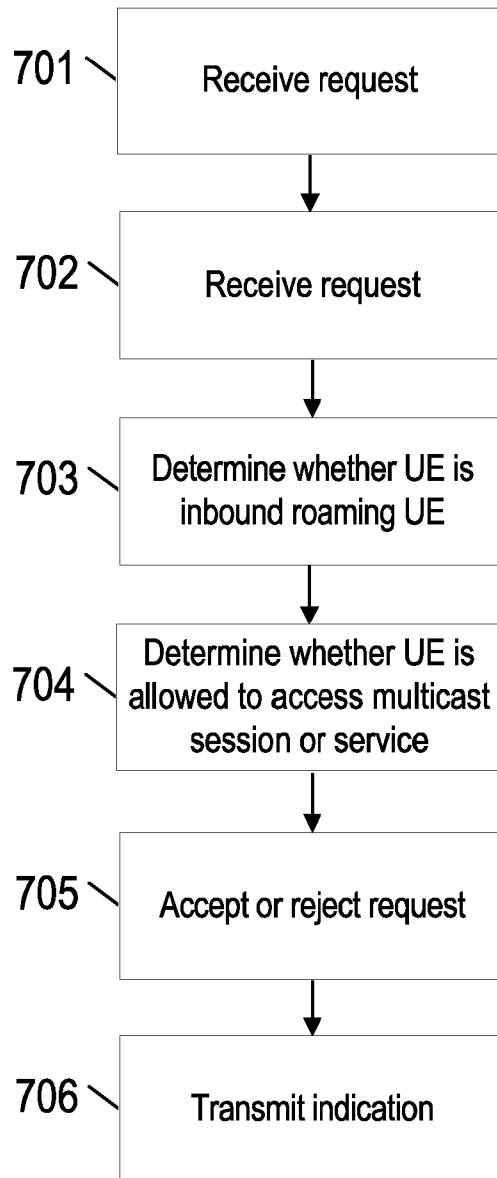 701
Receive request
702
Receive request
703
Determine whether UE is
inbound roaming UE
704
Determine whether UE is
allowed to access multicast
session or service
705
Accept or reject request
706
Transmit indication